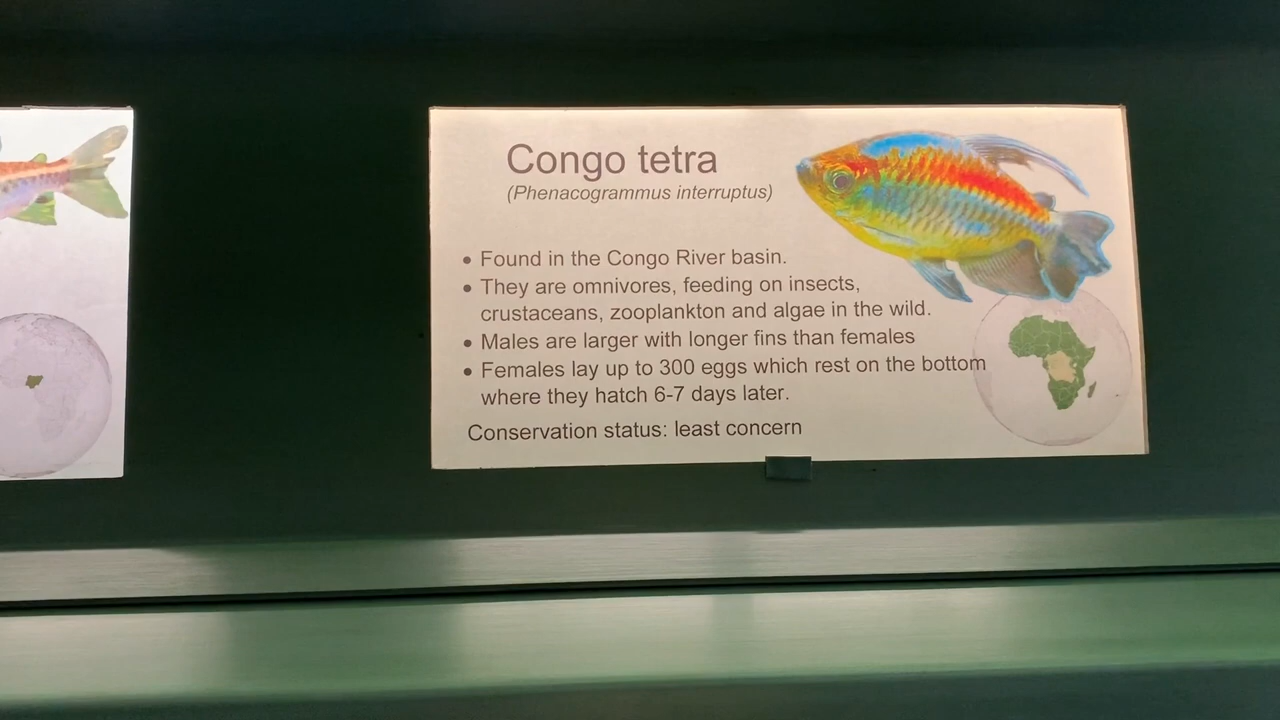 Congo tetra
(Phenacogrammus interruptus)
• Found in the Congo River basin.
• They are omnivores, feeding on insects,
crustaceans, zooplankton and algae in the wild.
• Males are larger with longer fins than females
• Females lay up to 300 eggs which rest on the bottom
where they hatch 6-7 days later.
Conservation status: least concern